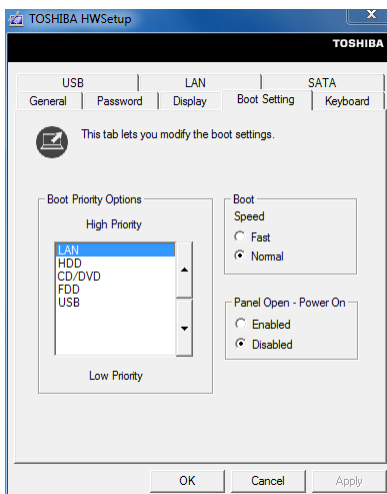 TOSHIBA HWSetup
TOSHIBA
USB LAN SATA
General Password Display Boot Setting Keyboard
This tab lets you modify the boot settings.
Boot Priority Options
High Priority
LAN
HDD
CD/DVD
FDD
USB
Low Priority
Boot
Speed
Fast
Normal
Panel Open - Power On
Enabled
Disabled
OK Cancel Apply